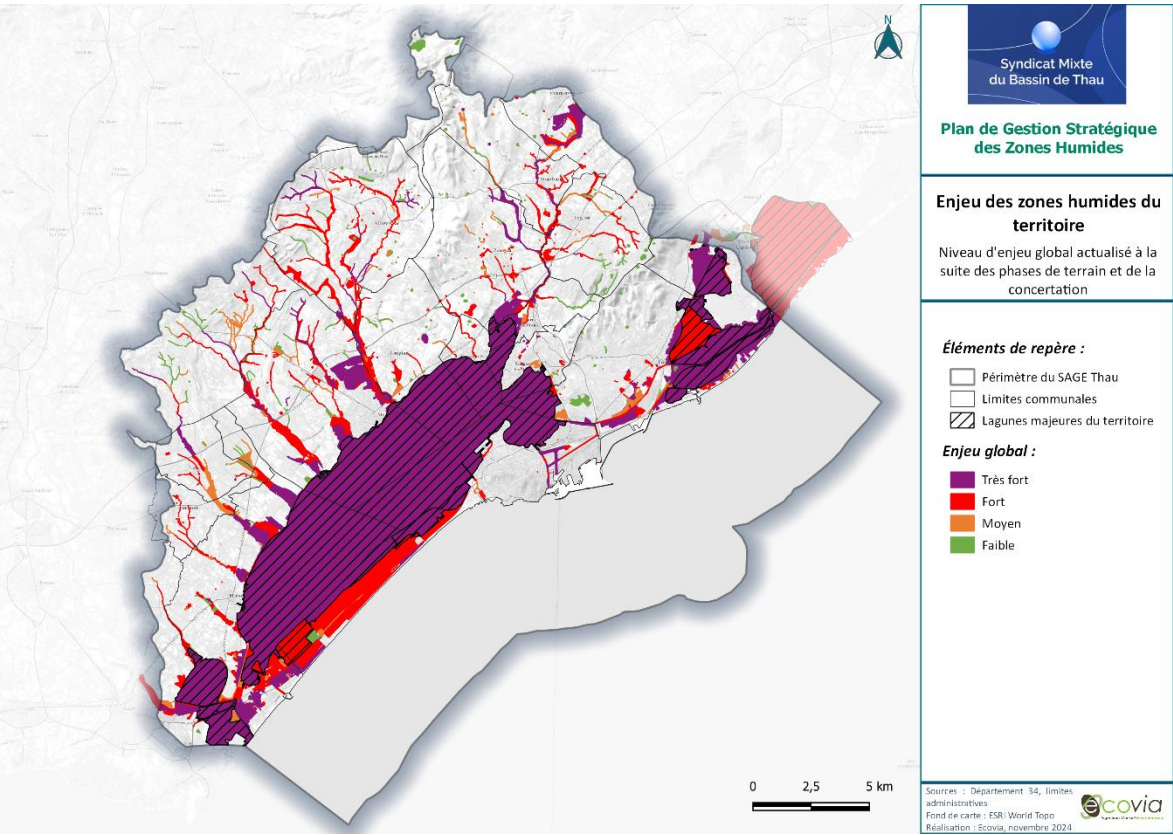 N
Syndicat Mixte
du Bassin de Thau
Plan de Gestion Stratégique
des Zones Humides
Enjeu des zones humides du
territoire
Niveau d'enjeu global actualisé à la
suite des phases de terrain et de la
concertation
Éléments de repère :
Périmètre du SAGE Thau
Limites communales
Lagunes majeures du territoire
Enjeu global :
Très fort
Fort
Moyen
Faible
0 2,5 5 km
Sources : Département 34, limites
administratives
Fond de carte : ESRI World Topo
Réalisation : Ecovia, novembre 2024
ecovia